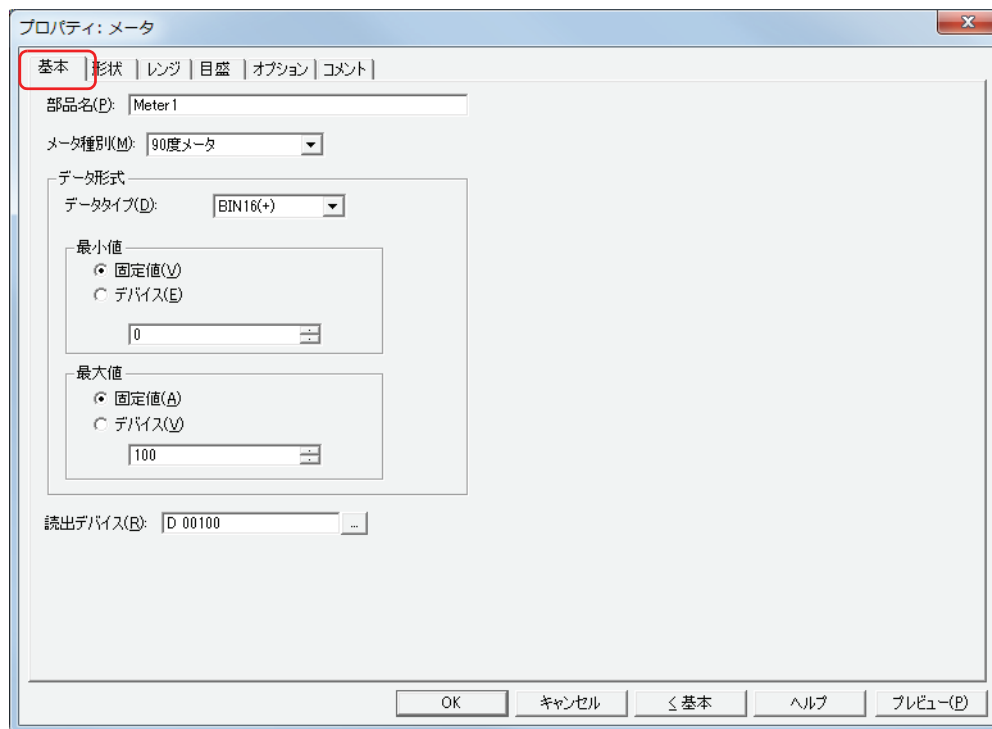 プロパティ: メータ
基本 形状 レンジ 目盛 オプション コメント
部品名(P): Meter1
メータ種別(M): 90度メータ
データ形式
データタイプ(D): BIN16(+)
最小値
固定値(V)
デバイス(E)
0
最大値
固定値(A)
デバイス(V)
100
読出デバイス(R): D 00100 ...
OK キャンセル < 基本 ヘルプ プレビュー(P)